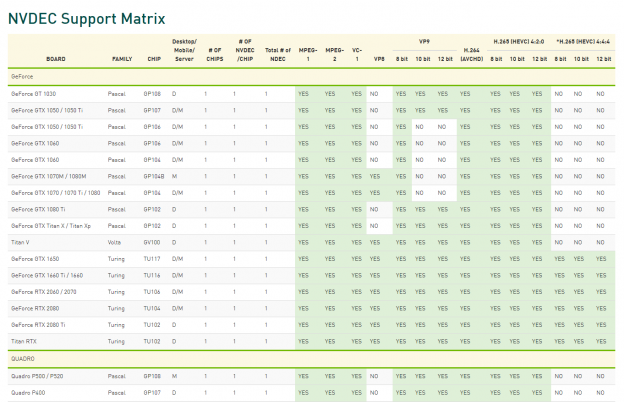 NVDEC Support Matrix
BOARD FAMILY CHIP Desktop/ Mobile/ Server # OF CHIPS # OF NVDEC /CHIP Total # of NDEC MPEG-1 MPEG-2 VC-1 VP8 VP9 8 bit 10 bit 12 bit H.264 (AVCHD) H.265 (HEVC) 4:2:0 8 bit 10 bit 12 bit *H.265 (HEVC) 4:4:4 8 bit 10 bit 12 bit
GeForce
GeForce GT 1030 Pascal GP108 D 1 1 1 YES YES YES NO YES YES YES YES YES YES YES NO NO NO
GeForce GTX 1050 / 1050 Ti Pascal GP107 D/M 1 1 1 YES YES YES NO YES YES YES YES YES YES YES NO NO NO
GeForce GTX 1050 / 1050 Ti Pascal GP106 D/M 1 1 1 YES YES YES NO YES NO NO YES YES YES YES NO NO NO
GeForce GTX 1060 Pascal GP106 D/M 1 1 1 YES YES YES NO YES NO NO YES YES YES YES NO NO NO
GeForce GTX 1060 Pascal GP104 D/M 1 1 1 YES YES YES NO YES NO NO YES YES YES YES NO NO NO
GeForce GTX 1070M / 1080M Pascal GP104B M 1 1 1 YES YES YES YES YES NO NO YES YES YES YES NO NO NO
GeForce GTX 1070 / 1070 Ti / 1080 Pascal GP104 D/M 1 1 1 YES YES YES YES YES NO NO YES YES YES YES NO NO NO
GeForce GTX 1080 Ti Pascal GP102 D 1 1 1 YES YES YES NO YES YES YES YES YES YES YES NO NO NO
GeForce GTX Titan X / Titan Xp Pascal GP102 D 1 1 1 YES YES YES NO YES YES YES YES YES YES YES NO NO NO
Titan V Volta GV100 D 1 1 1 YES YES YES YES YES YES YES YES YES YES YES NO NO NO
GeForce GTX 1650 Turing TU117 D/M 1 1 1 YES YES YES YES YES YES YES YES YES YES YES YES YES YES
GeForce GTX 1660 Ti / 1660 Turing TU116 D/M 1 1 1 YES YES YES YES YES YES YES YES YES YES YES YES YES YES
GeForce RTX 2060 / 2070 Turing TU106 D/M 1 1 1 YES YES YES YES YES YES YES YES YES YES YES YES YES YES
GeForce RTX 2080 Turing TU104 D/M 1 1 1 YES YES YES YES YES YES YES YES YES YES YES YES YES YES
GeForce RTX 2080 Ti Turing TU102 D 1 1 1 YES YES YES YES YES YES YES YES YES YES YES YES YES YES
Titan RTX Turing TU102 D 1 1 1 YES YES YES YES YES YES YES YES YES YES YES YES YES YES
QUADRO
Quadro P500 / P520 Pascal GP108 M 1 1 1 YES YES YES NO YES YES YES YES YES YES YES NO NO NO
Quadro P600 Pascal GP107 D 1 1 1 YES YES YES NO YES YES YES YES YES YES YES NO NO NO